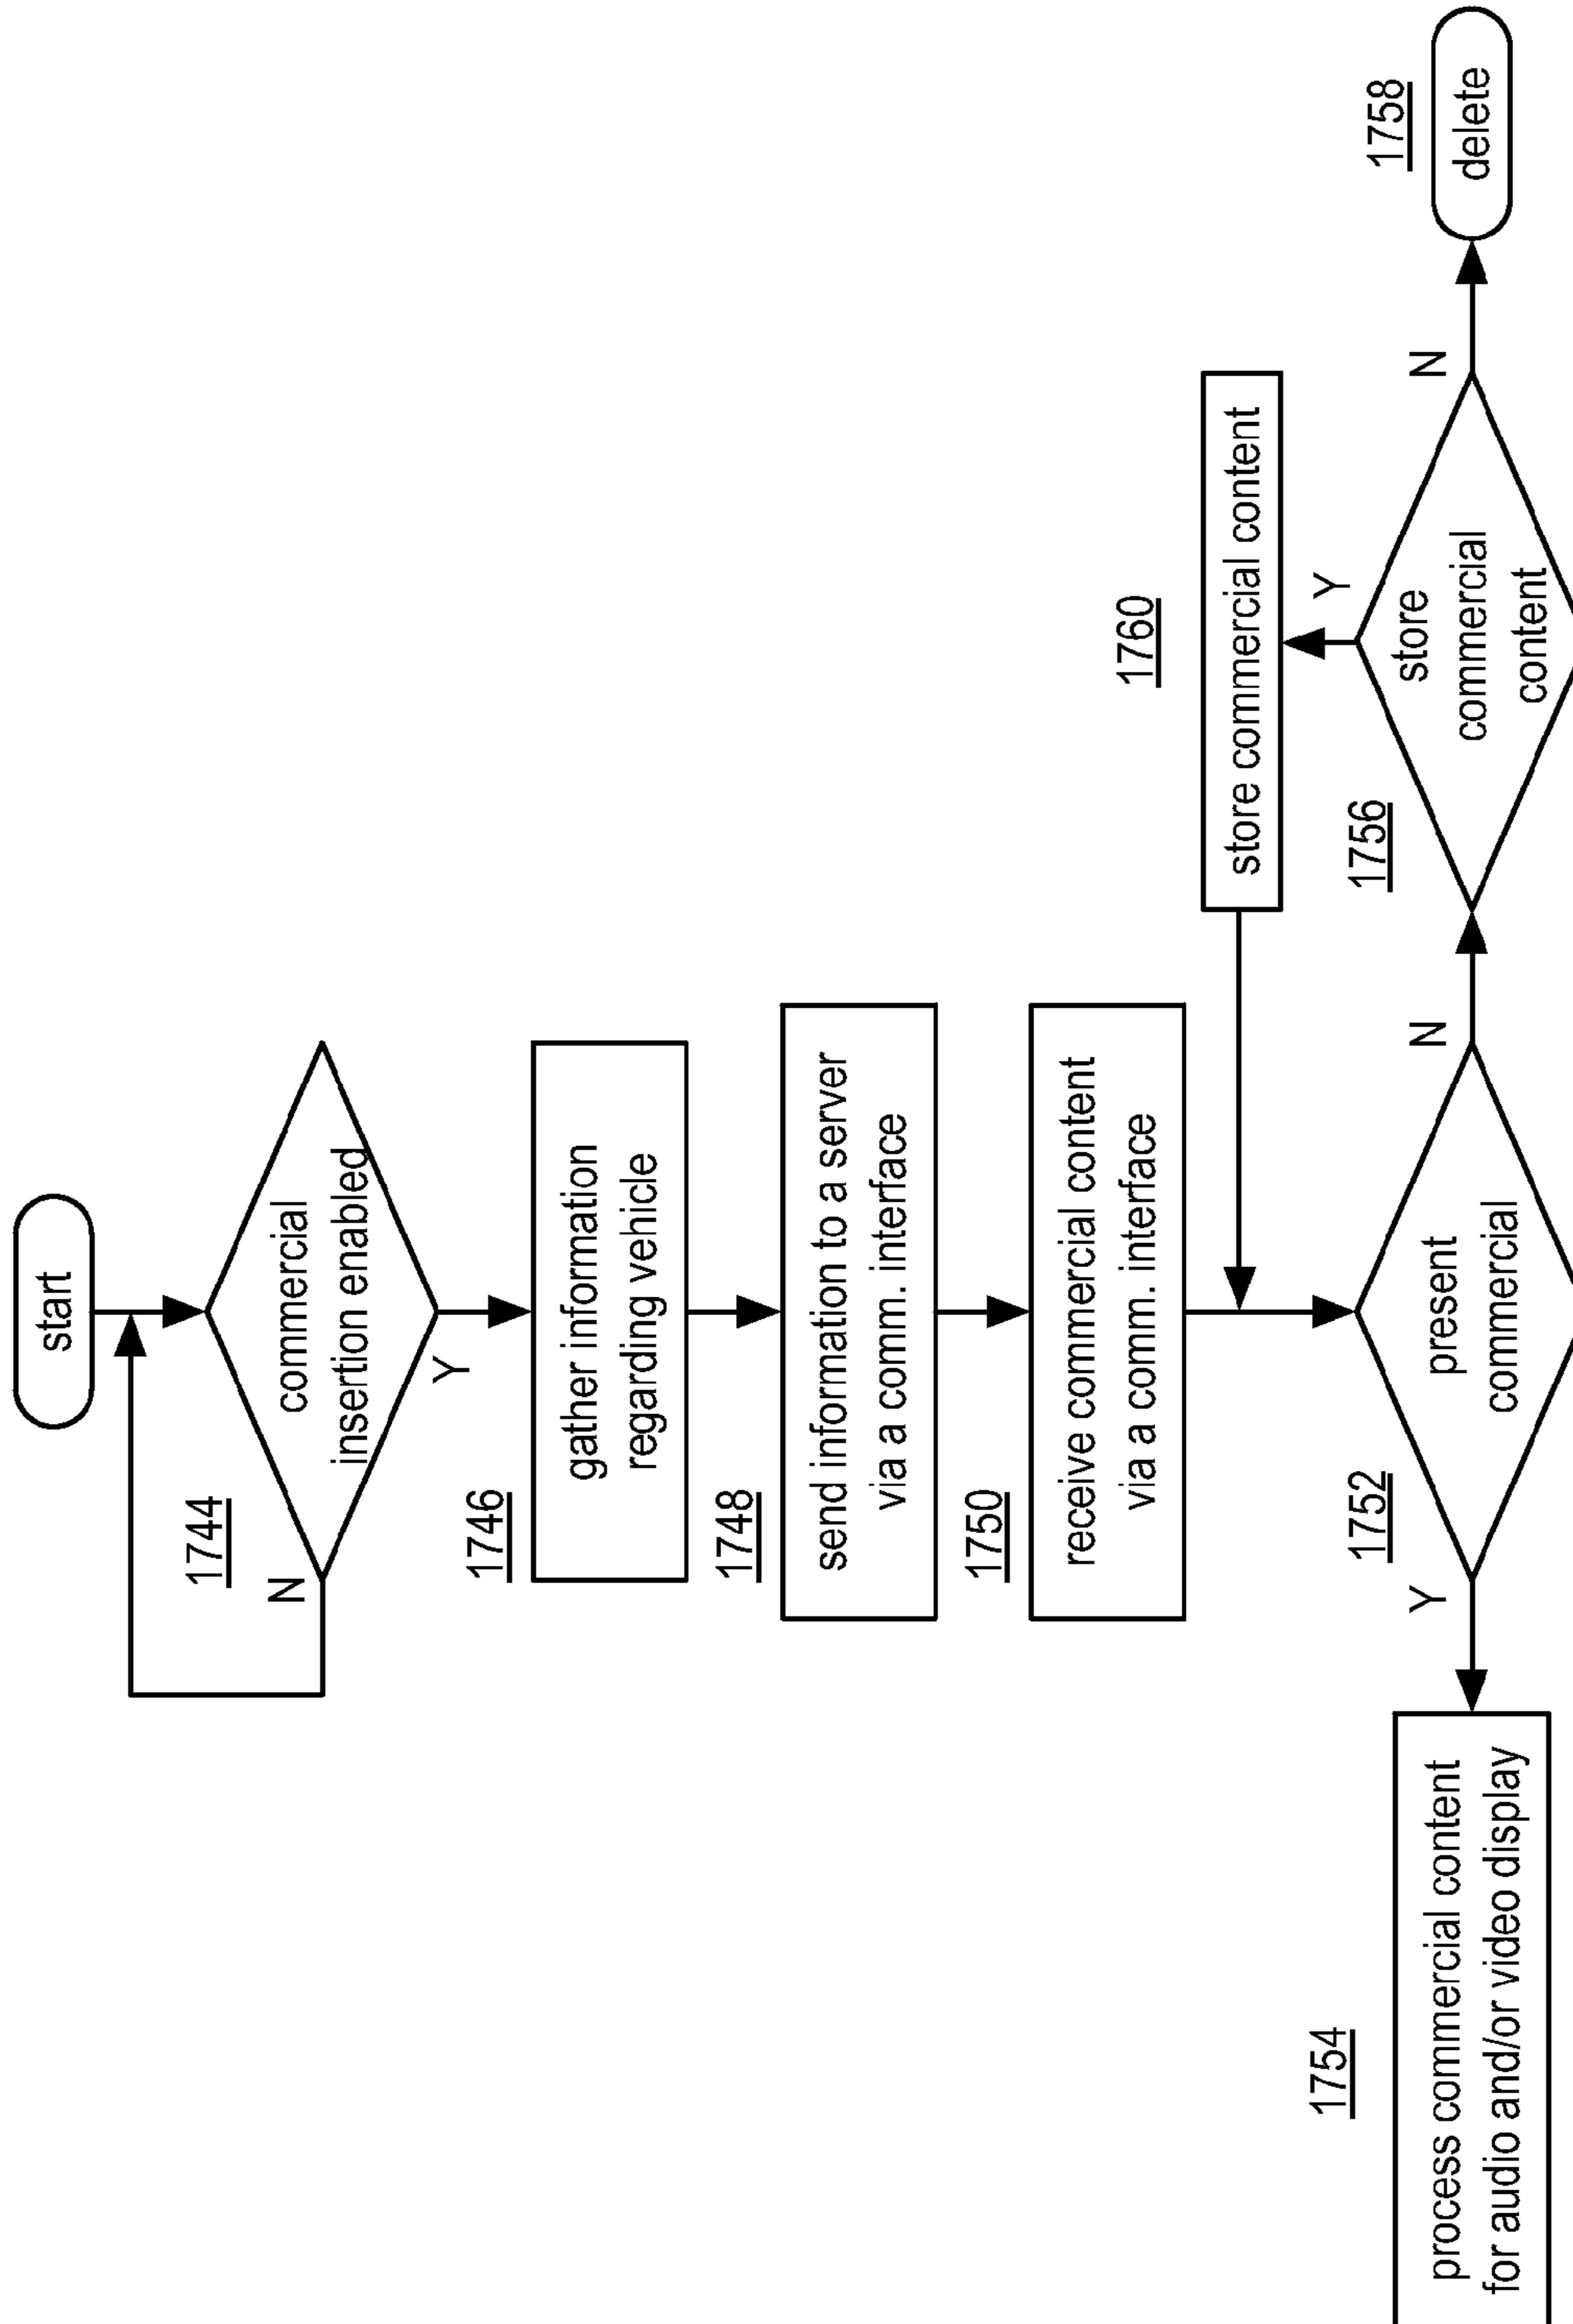 start
1744
commercial
insertion enabled
N
Y
1746
gather information
regarding vehicle
1748
send information to a server
via a comm. interface
1750
receive commercial content
via a comm. interface
1760
store commercial content
1752
present
commercial
Y
N
1754
process commercial content
for audio and/or video display
1756
store
commercial
content
Y
N
1758
delete